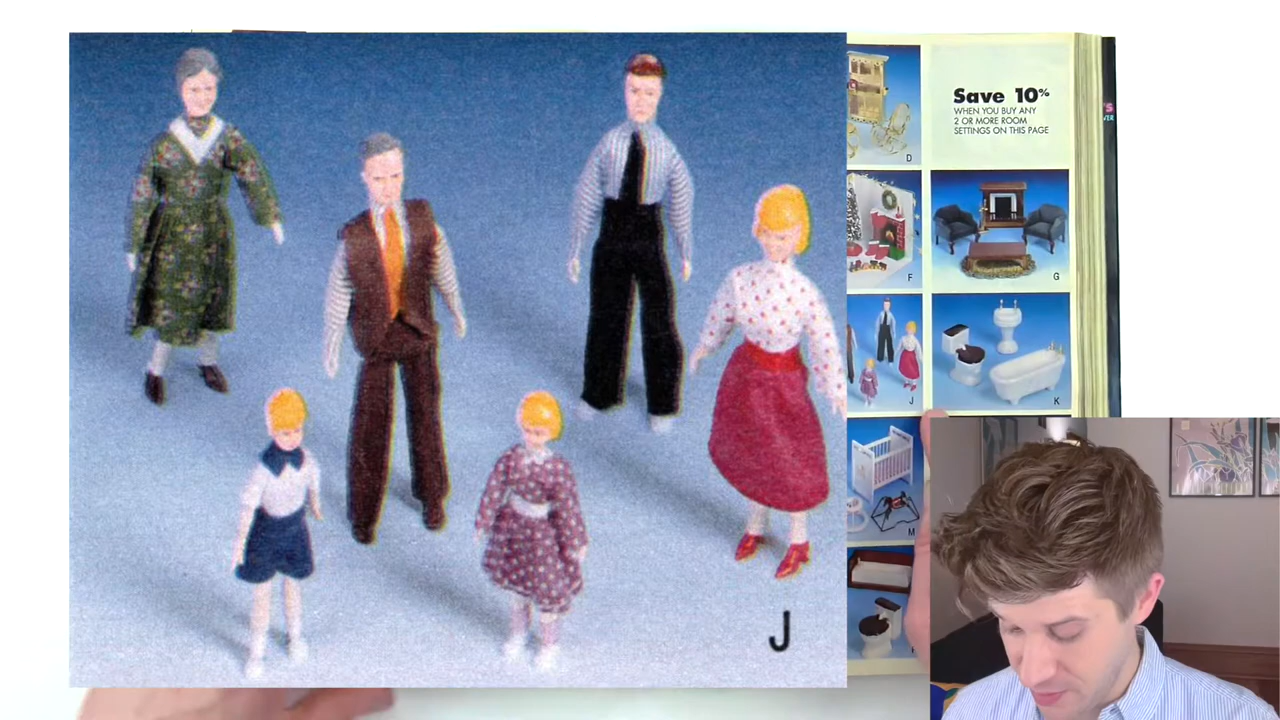 Save 10%
WHEN YOU BUY ANY
2 OR MORE ROOM
SETTINGS ON THIS PAGE
D
F
G
J
K
M
J